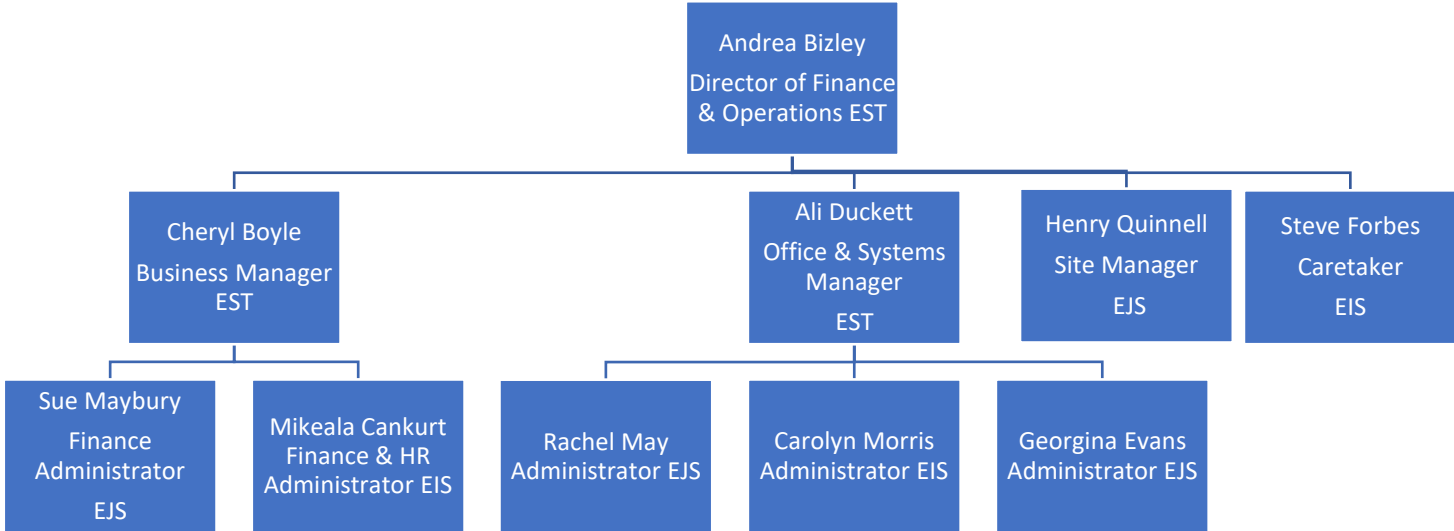 Andrea Bizley
Director of Finance
& Operations EST
Cheryl Boyle
Business Manager
EST
Ali Duckett
Office & Systems
Manager
EST
Henry Quinnell
Site Manager
EJS
Steve Forbes
Caretaker
EIS
Sue Maybury
Finance
Administrator
EJS
Mikeala Cankurt
Finance & HR
Administrator EIS
Rachel May
Administrator EJS
Carolyn Morris
Administrator EIS
Georgina Evans
Administrator EJS